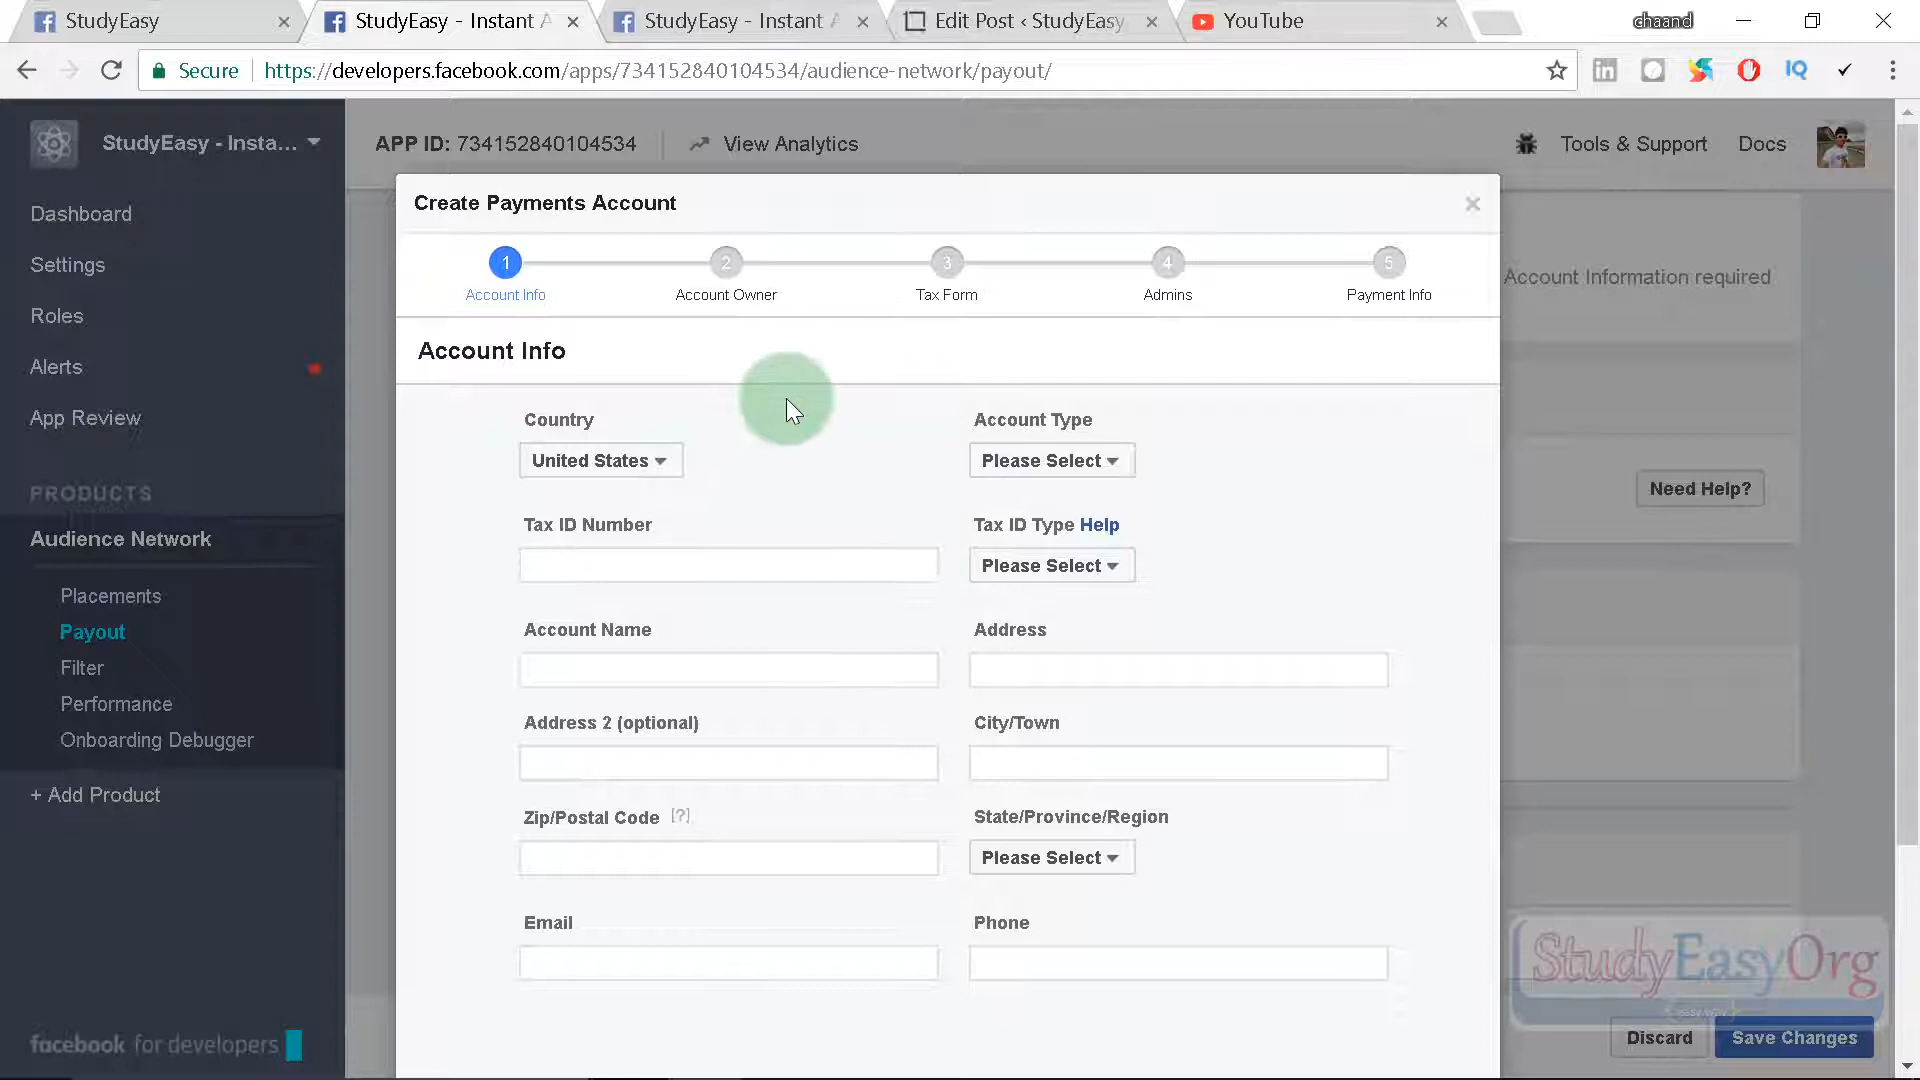 StudyEasy
StudyEasy - Instant A
StudyEasy - Instant A
Edit Post ‹ StudyEasy
YouTube
chaand
Secure
https://developers.facebook.com/apps/734152840104534/audience-network/payout/
StudyEasy - Insta...
APP ID: 734152840104534
View Analytics
Tools & Support
Docs
Dashboard
Settings
Roles
Alerts
App Review
PRODUCTS
Audience Network
Placements
Payout
Filter
Performance
Onboarding Debugger
+ Add Product
facebook for developers
Create Payments Account
1
2
3
4
5
Account Info
Account Owner
Tax Form
Admins
Payment Info
Account Information required
Account Info
Country
Account Type
United States
Please Select
Need Help?
Tax ID Number
Tax ID Type Help
Please Select
Account Name
Address
Address 2 (optional)
City/Town
Zip/Postal Code [?]
State/Province/Region
Please Select
Email
Phone
StudyEasyOrg
Discard
Save Changes